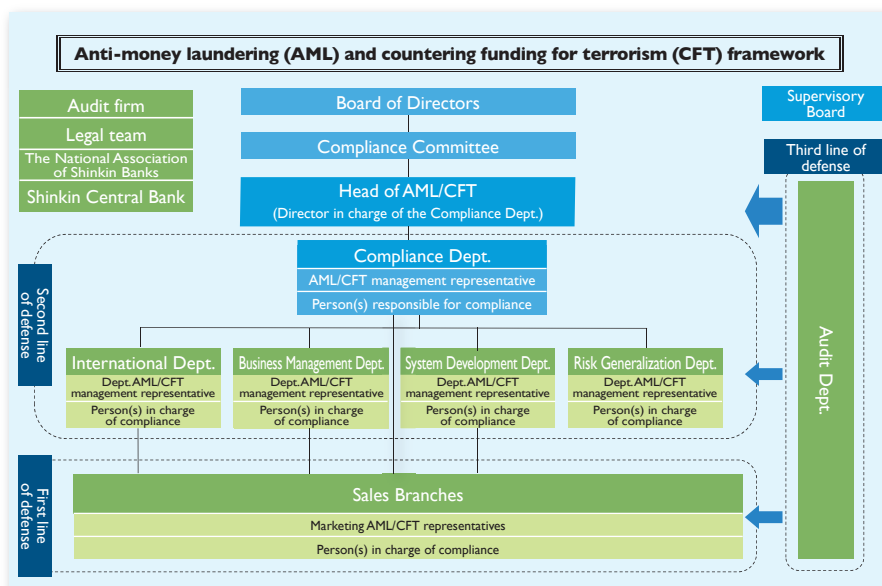 Anti-money laundering (AML) and countering funding for terrorism (CFT) framework
Audit firm
Legal team
The National Association
of Shinkin Banks
Shinkin Central Bank
Board of Directors
Compliance Committee
Head of AML/CFT
(Director in charge of the Compliance Dept.)
Supervisory
Board
Third line of
defense
Second line
of defense
Compliance Dept.
AML/CFT management representative
Person(s) responsible for compliance
International Dept.
Dept. AML/CFT
management representative
Person(s) in charge
of compliance
Business Management Dept.
Dept. AML/CFT
management representative
Person(s) in charge
of compliance
System Development Dept.
Dept. AML/CFT
management representative
Person(s) in charge
of compliance
Risk Generalization Dept.
Dept. AML/CFT
management representative
Person(s) in charge
of compliance
Audit Dept.
First line
of defense
Sales Branches
Marketing AML/CFT representatives
Person(s) in charge of compliance